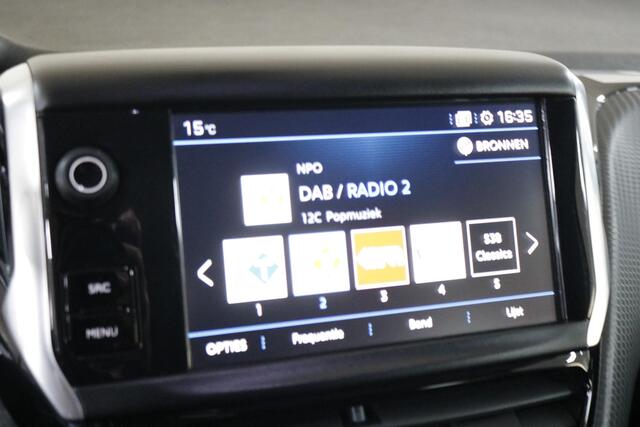 15°C
16:35
BRONNEN
NPO
DAB / RADIO 2
12C Popmuziek
538
Classics
1 2 3 4 5
SRC
MENU
OPTIES Frequentie Band Lijst